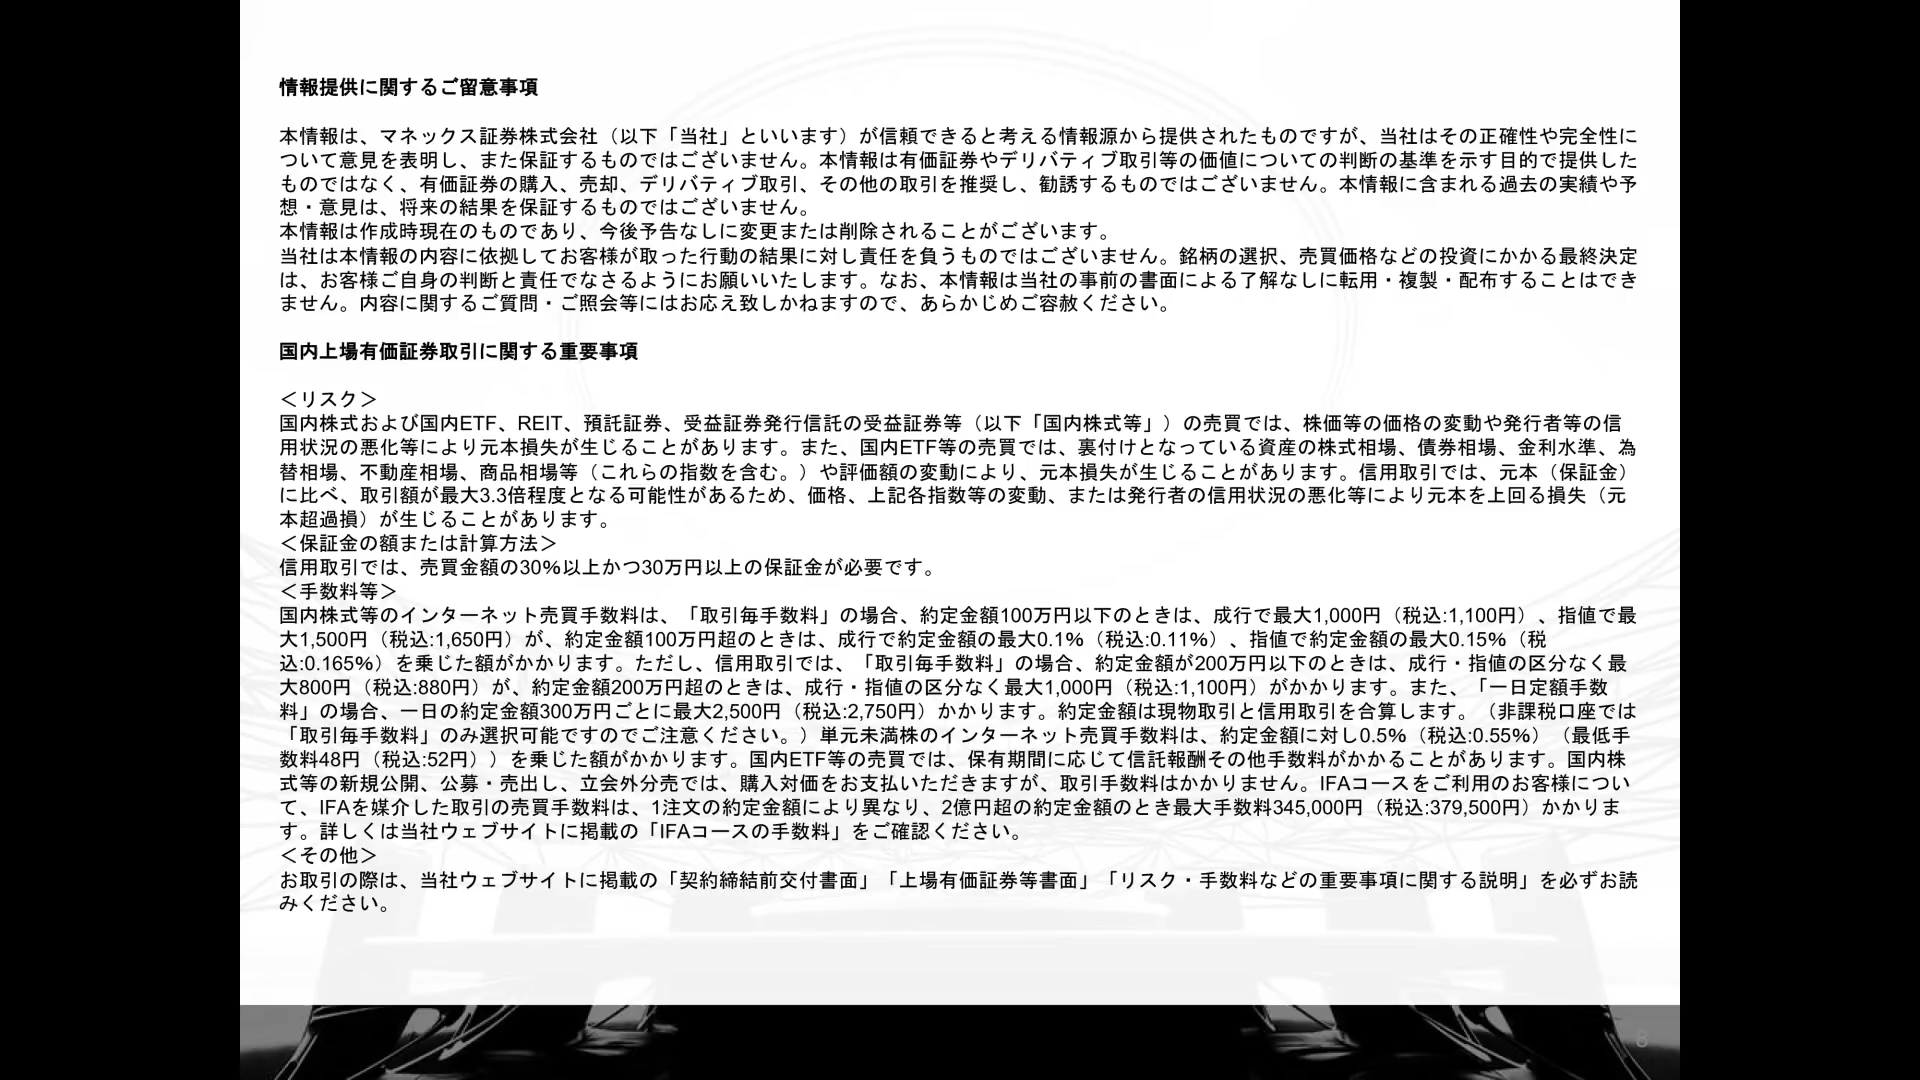 情報提供に関するご留意事項
本情報は、マネックス証券株式会社（以下「当社」といいます）が信頼できると考える情報源から提供されたものですが、当社はその正確性や完全性に
ついて意見を表明し、また保証するものではございません。本情報は有価証券やデリバティブ取引等の価値についての判断の基準を示す目的で提供した
ものではなく、有価証券の購入、売却、デリバティブ取引、その他の取引を推奨し、勧誘するものではございません。本情報に含まれる過去の実績や予
想・意見は、将来の結果を保証するものではございません。
本情報は作成時現在のものであり、今後予告なしに変更または削除されることがございます。
当社は本情報の内容に依拠してお客様が取った行動の結果に対し責任を負うものではございません。銘柄の選択、売買価格などの投資にかかる最終決定
は、お客様ご自身の判断と責任でなさるようにお願いいたします。なお、本情報は当社の事前の書面による了解なしに転用・複製・配布することはでき
ません。内容に関するご質問・ご照会等にはお応え致しかねますので、あらかじめご容赦ください。
国内上場有価証券取引に関する重要事項
＜リスク＞
国内株式および国内ETF、REIT、預託証券、受益証券発行信託の受益証券等（以下「国内株式等」）の売買では、株価等の価格の変動や発行者等の信
用状況の悪化等により元本損失が生じることがあります。また、国内ETF等の売買では、裏付けとなっている資産の株式相場、債券相場、金利水準、為
替相場、不動産相場、商品相場等（これらの指数を含む。）や評価額の変動により、元本損失が生じることがあります。信用取引では、元本（保証金）
に比べ、取引額が最大3.3倍程度となる可能性があるため、価格、上記各指数等の変動、または発行者の信用状況の悪化等により元本を上回る損失（元
本超過損）が生じることがあります。
＜保証金の額または計算方法＞
信用取引では、売買金額の30%以上かつ30万円以上の保証金が必要です。
＜手数料等＞
国内株式等のインターネット売買手数料は、「取引毎手数料」の場合、約定金額100万円以下のときは、成行で最大1,000円（税込:1,100円）、指値で最
大1,500円（税込:1,650円）が、約定金額100万円超のときは、成行で約定金額の最大0.1%（税込:0.11%）、指値で約定金額の最大0.15%（税
込:0.165%）を乗じた額がかかります。ただし、信用取引では、「取引毎手数料」の場合、約定金額が200万円以下のときは、成行・指値の区分なく最
大800円（税込:880円）が、約定金額200万円超のときは、成行・指値の区分なく最大1,000円（税込:1,100円）がかかります。また、「一日定額手数
料」の場合、一日の約定金額300万円ごとに最大2,500円（税込:2,750円）かかります。約定金額は現物取引と信用取引を合算します。（非課税口座では
「取引毎手数料」のみ選択可能ですのでご注意ください。）単元未満株のインターネット売買手数料は、約定金額に対し0.5%（税込:0.55%）（最低手
数料48円（税込:52円））を乗じた額がかかります。国内ETF等の売買では、保有期間に応じて信託報酬その他手数料がかかることがあります。国内株
式等の新規公開、公募・売出し、立会外分売では、購入対価をお支払いただきますが、取引手数料はかかりません。IFAコースをご利用のお客様につい
て、IFAを媒介した取引の売買手数料は、1注文の約定金額により異なり、2億円超の約定金額のとき最大手数料345,000円（税込:379,500円）かかりま
す。詳しくは当社ウェブサイトに掲載の「IFAコースの手数料」をご確認ください。
＜その他＞
お取引の際は、当社ウェブサイトに掲載の「契約締結前交付書面」「上場有価証券等書面」「リスク・手数料などの重要事項に関する説明」を必ずお読
みください。
8